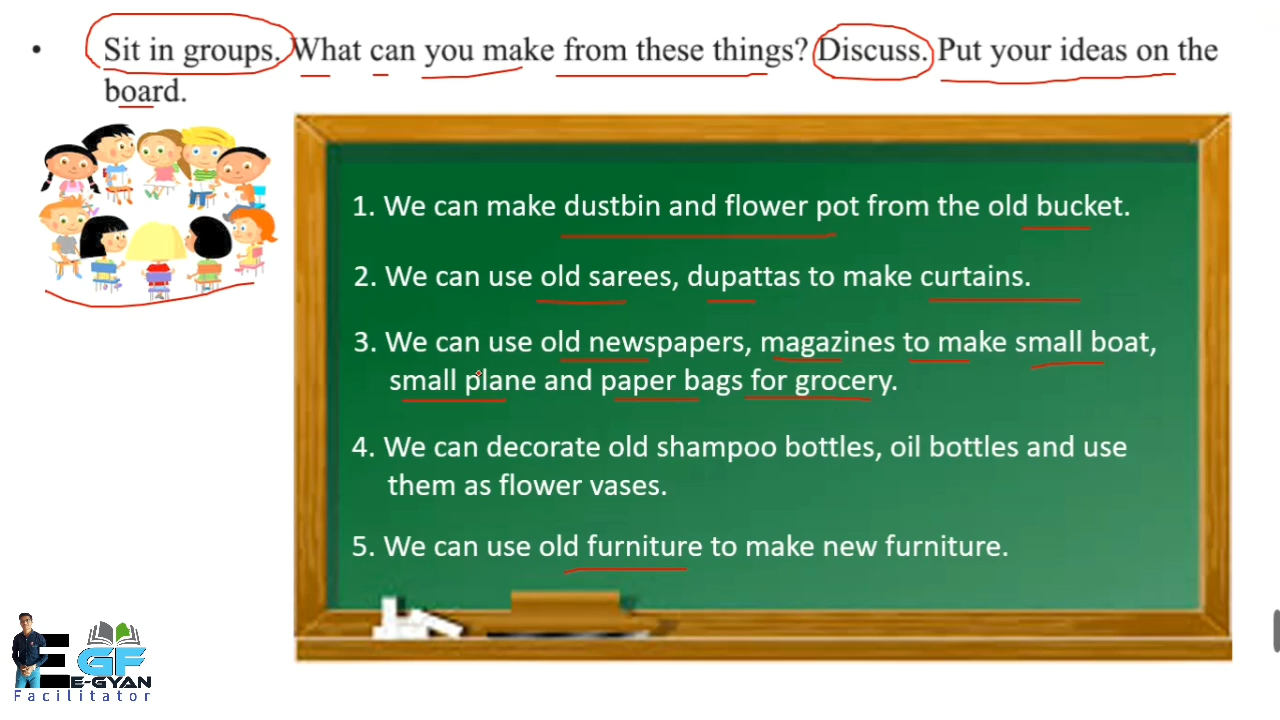 • Sit in groups. What can you make from these things? Discuss. Put your ideas on the
board.
1. We can make dustbin and flower pot from the old bucket.
2. We can use old sarees, dupattas to make curtains.
3. We can use old newspapers, magazines to make small boat,
small plane and paper bags for grocery.
4. We can decorate old shampoo bottles, oil bottles and use
them as flower vases.
5. We can use old furniture to make new furniture.
EGF
E-GYAN
Facilitator